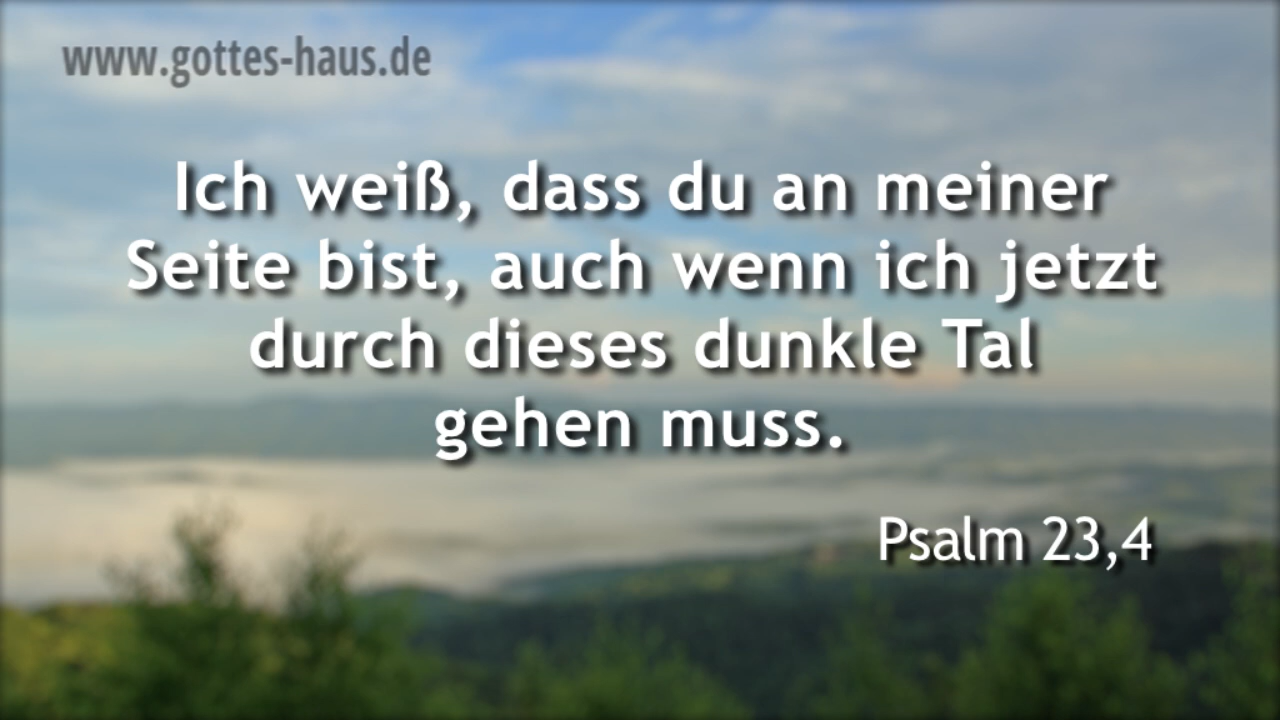 www.gottes-haus.de
Ich weiß, dass du an meiner
Seite bist, auch wenn ich jetzt
durch dieses dunkle Tal
gehen muss.
Psalm 23,4